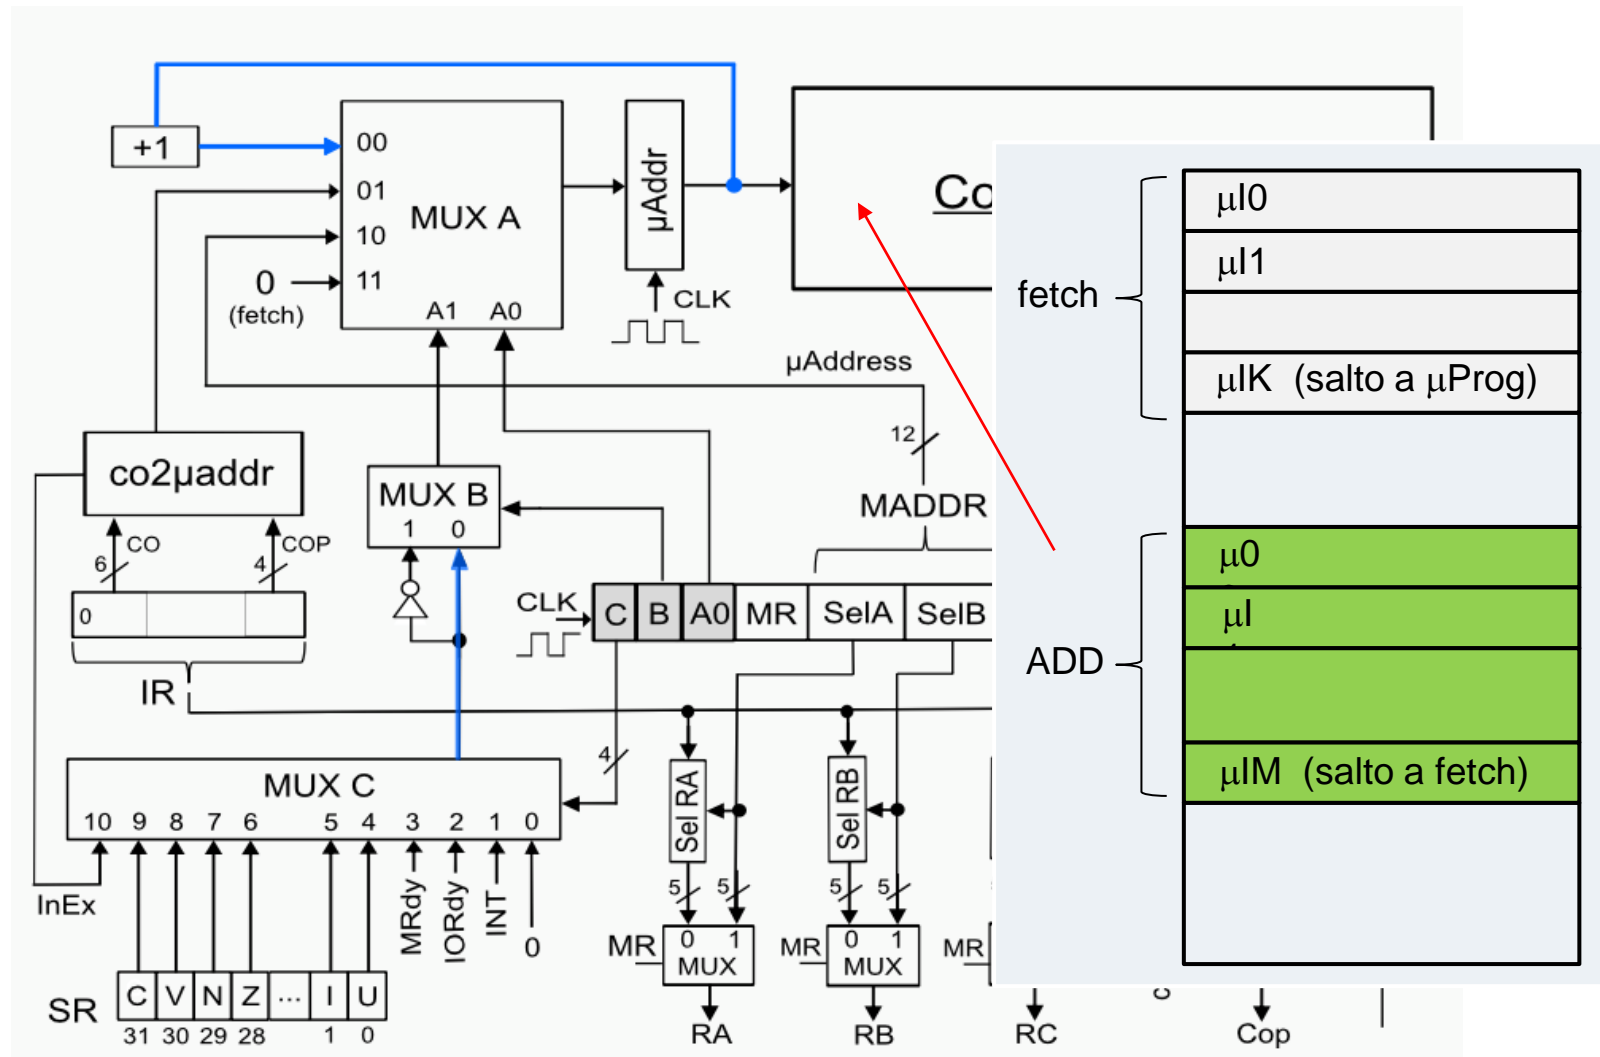 +1
00
01
10
11
MUX A
0
(fetch)
A1 A0
µAddr
CLK
Co
µAddress
12
MADDR
co2µaddr
MUX B
1 0
CO
6
COP
4
0
IR
CLK
C B A0 MR SelA SelB
MUX C
10 9 8 7 6 5 4 3 2 1 0
4
InEx
MRdy
IORdy
INT
0
SR
C V N Z ... I U
31 30 29 28 1 0
Sel RA
5 5
MR
0 1
MUX
RA
Sel RB
5 5
MR
0 1
MUX
RB
MR
RC
Cop
fetch
µI0
µI1
µIK (salto a µProg)
ADD
µ0
µI
µIM (salto a fetch)